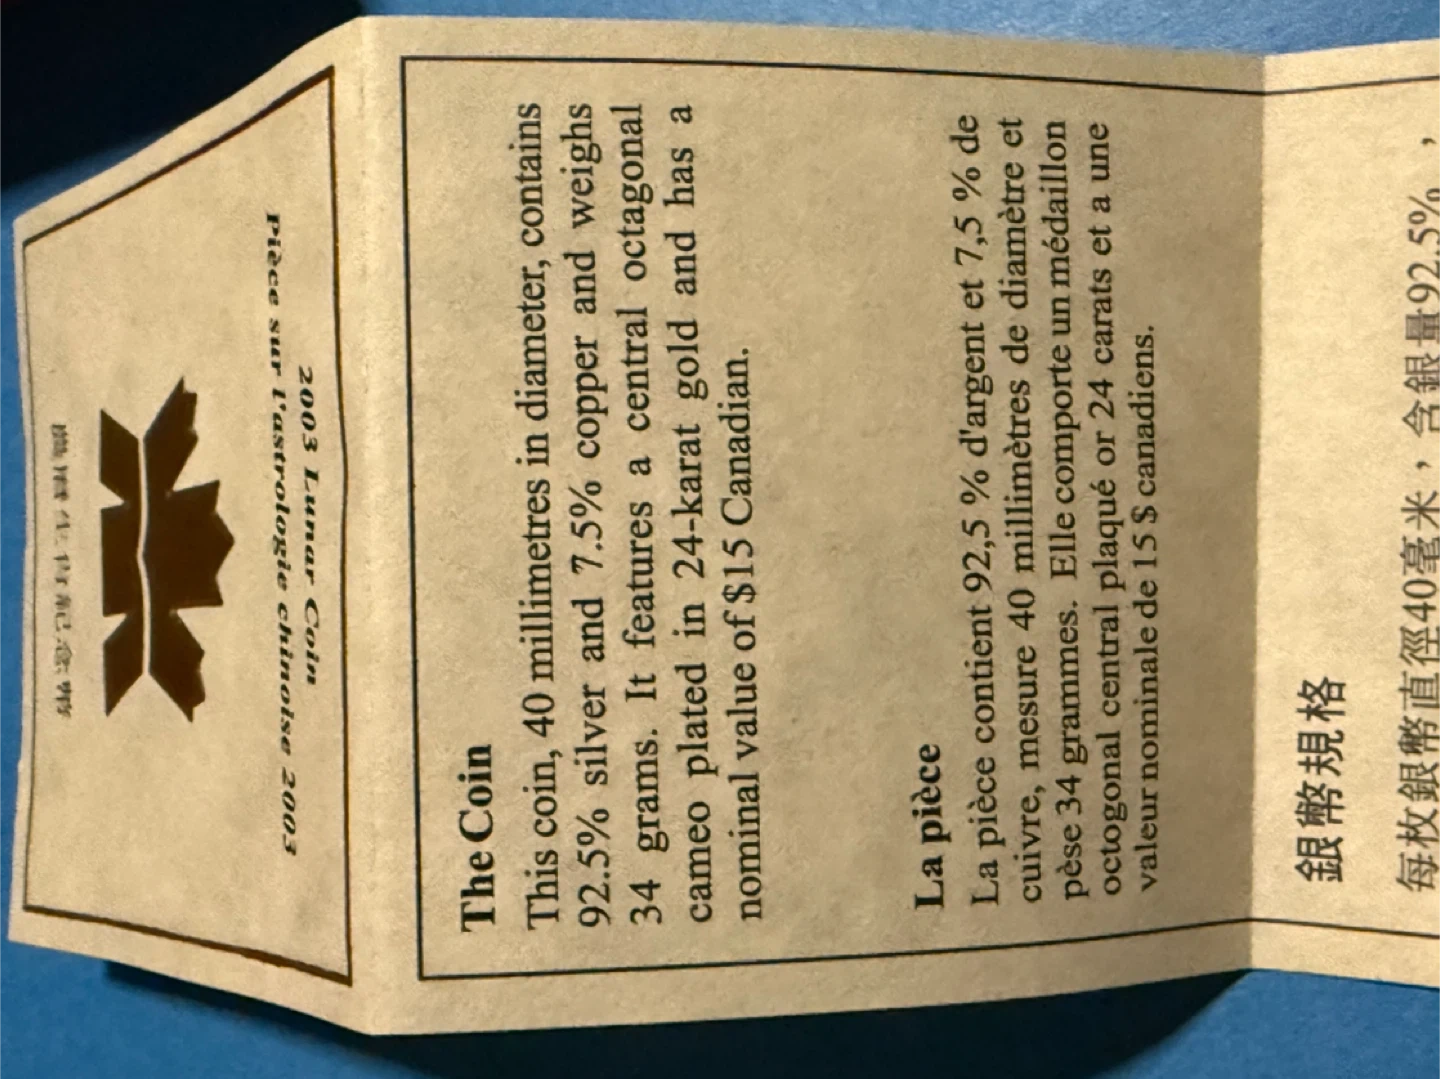 2003 Lunar Coin
Pièce sur l'astrologie chinoise 2003
The Coin
This coin, 40 millimetres in diameter, contains
92.5% silver and 7.5% copper and weighs
34 grams. It features a central octagonal
cameo plated in 24-karat gold and has a
nominal value of $15 Canadian.
La pièce
La pièce contient 92,5 % d'argent et 7,5 % de
cuivre, mesure 40 millimètres de diamètre et
pèse 34 grammes. Elle comporte un médaillon
octogonal central plaqué or 24 carats et a une
valeur nominale de 15 $ canadiens.
銀幣規格
每枚銀幣直徑40毫米，含銀量92.5%，